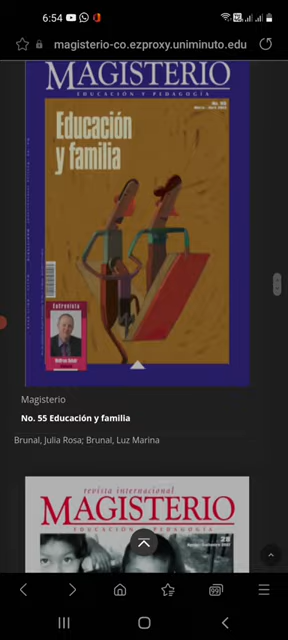 6:54
magisterio-co.ezproxy.uniminuto.edu
MAGISTERIO
EDUCACIÓN Y PEDAGOGÍA
Educación
y familia
Entrevista
Magisterio
No. 55 Educación y familia
Brunal, Julia Rosa; Brunal, Luz Marina
revista internacional
MAGISTERIO
EDUCACIÓN Y PEDAGOGÍA
28